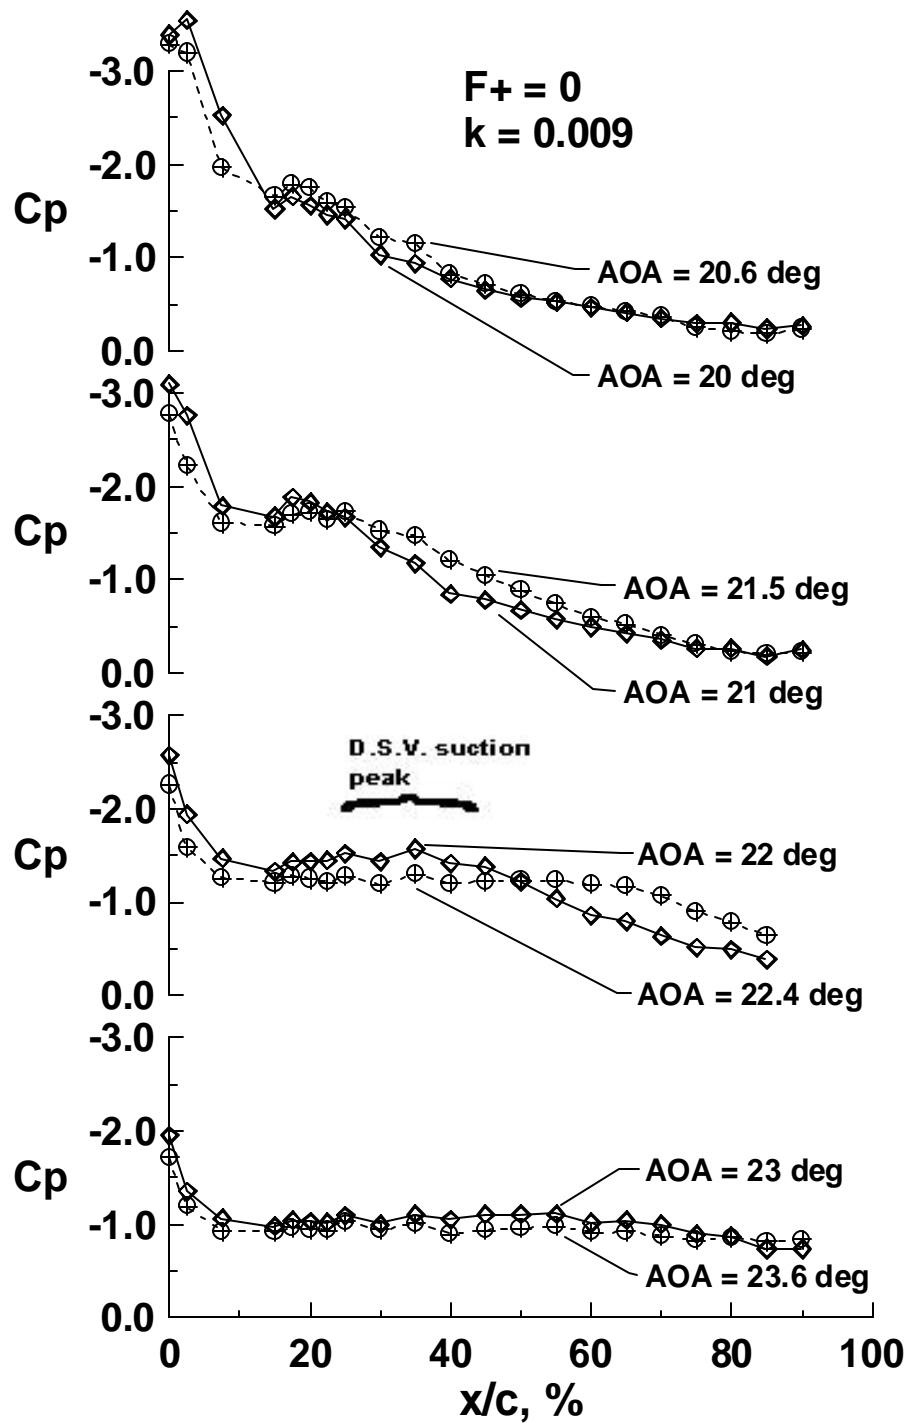 -3.0
F+ = 0
k = 0.009
-2.0
Cp
-1.0
AOA = 20.6 deg
0.0
AOA = 20 deg
-3.0
-2.0
Cp
-1.0
AOA = 21.5 deg
0.0
AOA = 21 deg
-3.0
D.S.V. suction
peak
-2.0
Cp
AOA = 22 deg
-1.0
0.0
AOA = 22.4 deg
-3.0
-2.0
Cp
AOA = 23 deg
-1.0
AOA = 23.6 deg
0.0
0 20 40 60 80 100
x/c, %